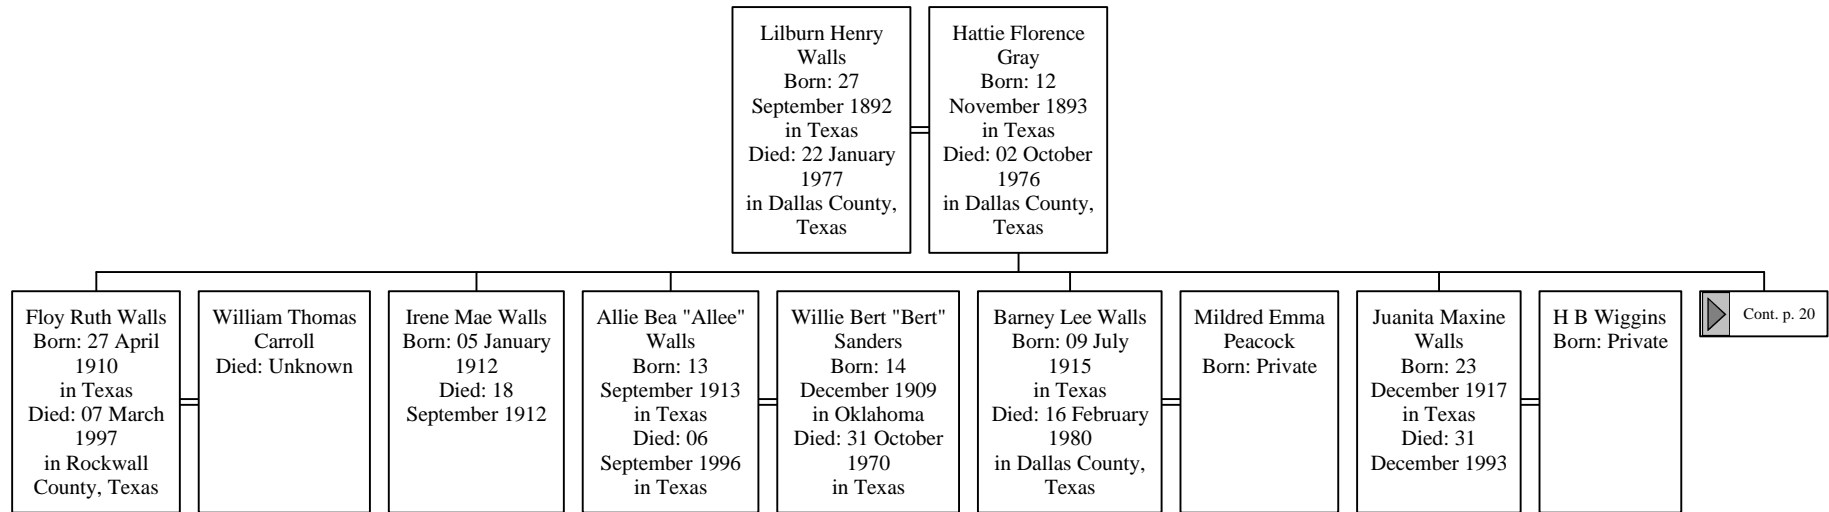 Lilburn Henry
Walls
Born: 27
September 1892
in Texas
Died: 22 January
1977
in Dallas County,
Texas
Hattie Florence
Gray
Born: 12
November 1893
in Texas
Died: 02 October
1976
in Dallas County,
Texas
Floy Ruth Walls
Born: 27 April
1910
in Texas
Died: 07 March
1997
in Rockwall
County, Texas
William Thomas
Carroll
Died: Unknown
Irene Mae Walls
Born: 05 January
1912
Died: 18
September 1912
Allie Bea "Allee"
Walls
Born: 13
September 1913
in Texas
Died: 06
September 1996
in Texas
Willie Bert "Bert"
Sanders
Born: 14
December 1909
in Oklahoma
Died: 31 October
1970
in Texas
Barney Lee Walls
Born: 09 July
1915
in Texas
Died: 16 February
1980
in Dallas County,
Texas
Mildred Emma
Peacock
Born: Private
Juanita Maxine
Walls
Born: 23
December 1917
in Texas
Died: 31
December 1993
H B Wiggins
Born: Private
Cont. p. 20